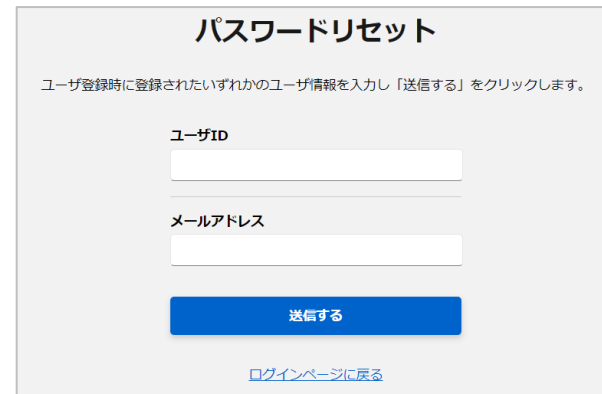 パスワードリセット
ユーザ登録時に登録されたいずれかのユーザ情報を入力し「送信する」をクリックします。
ユーザID
メールアドレス
送信する
ログインページに戻る